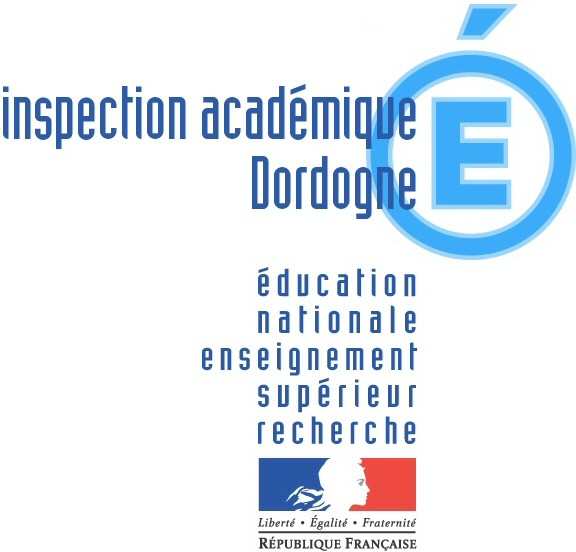 inspection académique
Dordogne
É
éducation
nationale
enseignement
supérieur
recherche
Liberté • Égalité • Fraternité
RÉPUBLIQUE FRANÇAISE